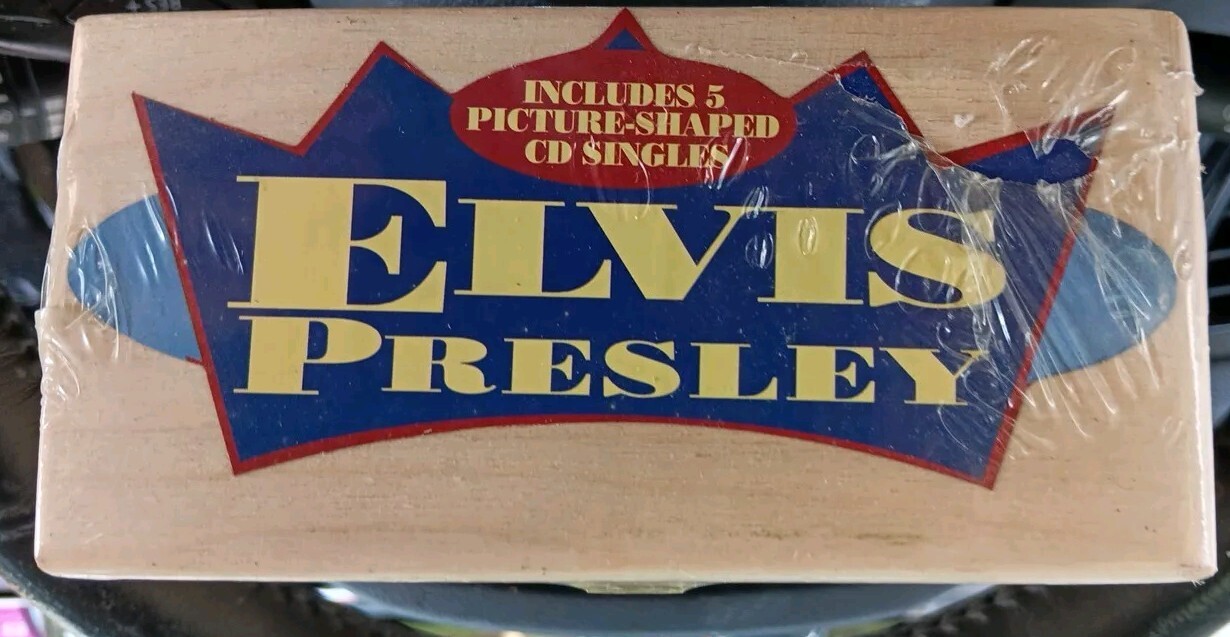 INCLUDES 5
PICTURE-SHAPED
CD SINGLES
ELVIS
PRESLEY